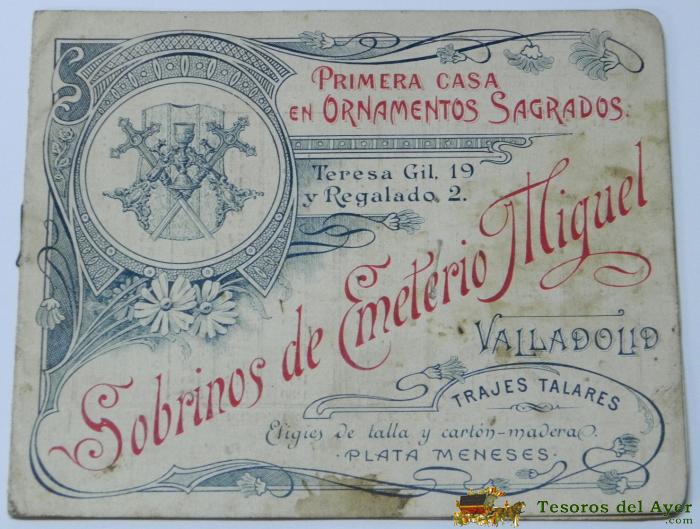 PRIMERA CASA
EN ORNAMENTOS SAGRADOS.
Teresa Gil, 19
y Regalado 2.
Sobrinos de Emeterio Miguel
VALLADOLID
TRAJES TALARES
Efigies de talla y cartón-madera.
· PLATA MENESES ·
Tesoros del Ayer
.com